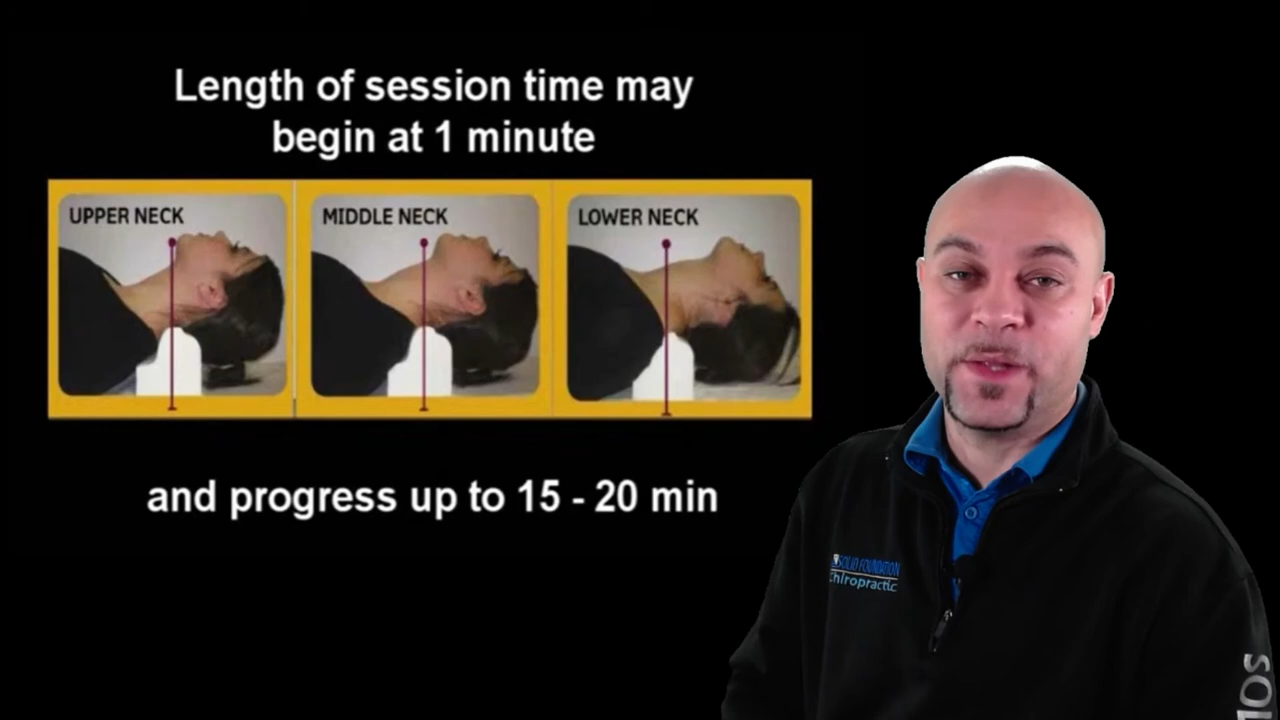 Length of session time may
begin at 1 minute
UPPER NECK
MIDDLE NECK
LOWER NECK
and progress up to 15 - 20 min
SOLID FOUNDATION
Chiropractic
SOL